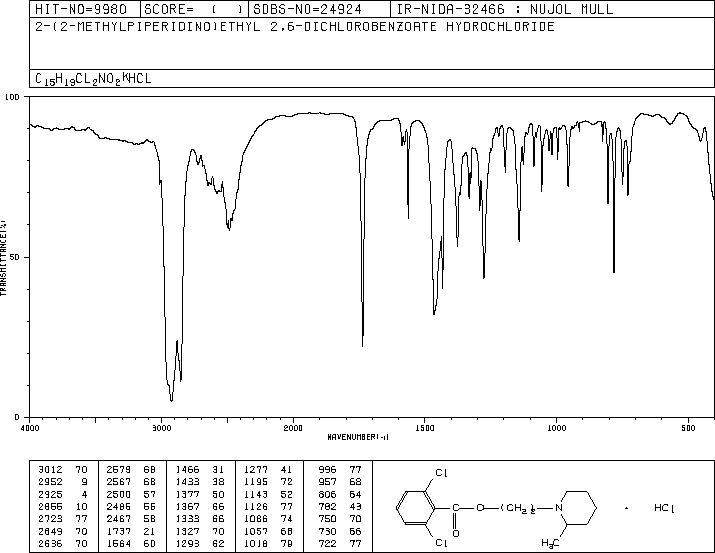 HIT-NO=9980 SCORE= ( ) SDBS-NO=24924 IR-NIDA-32466 : NUJOL MULL
2-(2-METHYLPIPERIDINO)ETHYL 2,6-DICHLOROBENZOATE HYDROCHLORIDE
C15H19CL2NO2*HCL
100
50
0
TRANSMITTANCE(%)
4000 3000 2000 1500 1000 500
WAVENUMBER(-1)
3012 70 2579 68 1466 31 1277 41 996 77
2952 9 2567 68 1433 38 1195 72 957 68
2925 4 2500 57 1377 50 1143 52 806 64
2866 10 2486 56 1367 66 1126 77 782 43
2723 77 2467 58 1333 66 1086 74 750 70
2649 70 1737 21 1327 70 1057 68 730 66
2636 70 1564 60 1293 62 1018 79 722 77
Cl
C O (CH2)2 N HCl
O
Cl H3C